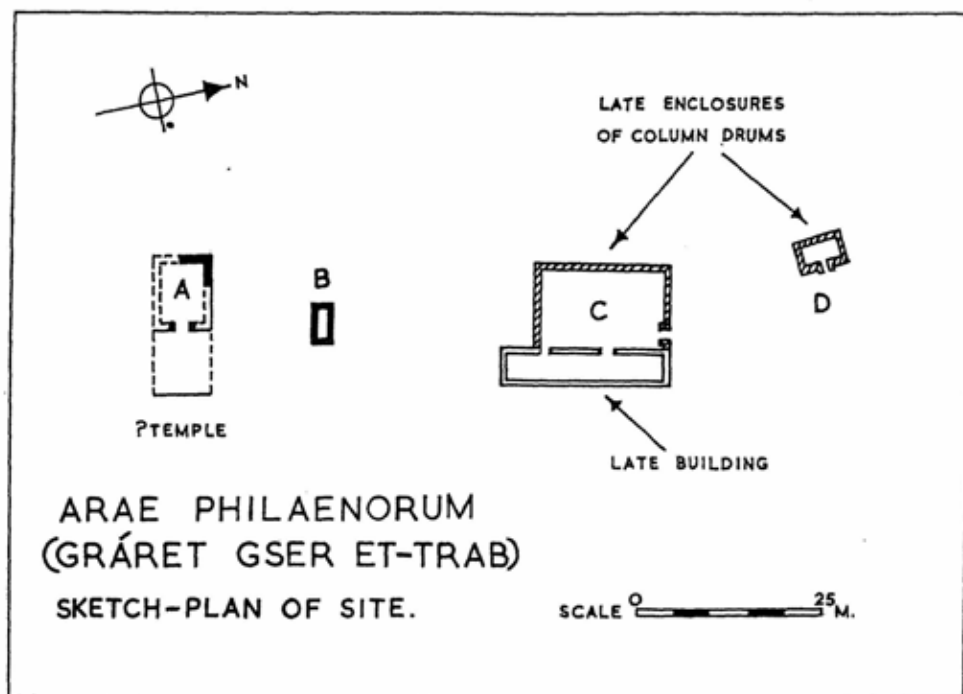 N
LATE ENCLOSURES
OF COLUMN DRUMS
A
B
C
D
?TEMPLE
LATE BUILDING
ARAE PHILAENORUM
(GRÁRET GSER ET-TRAB)
SKETCH-PLAN OF SITE.
SCALE 0 25 M.